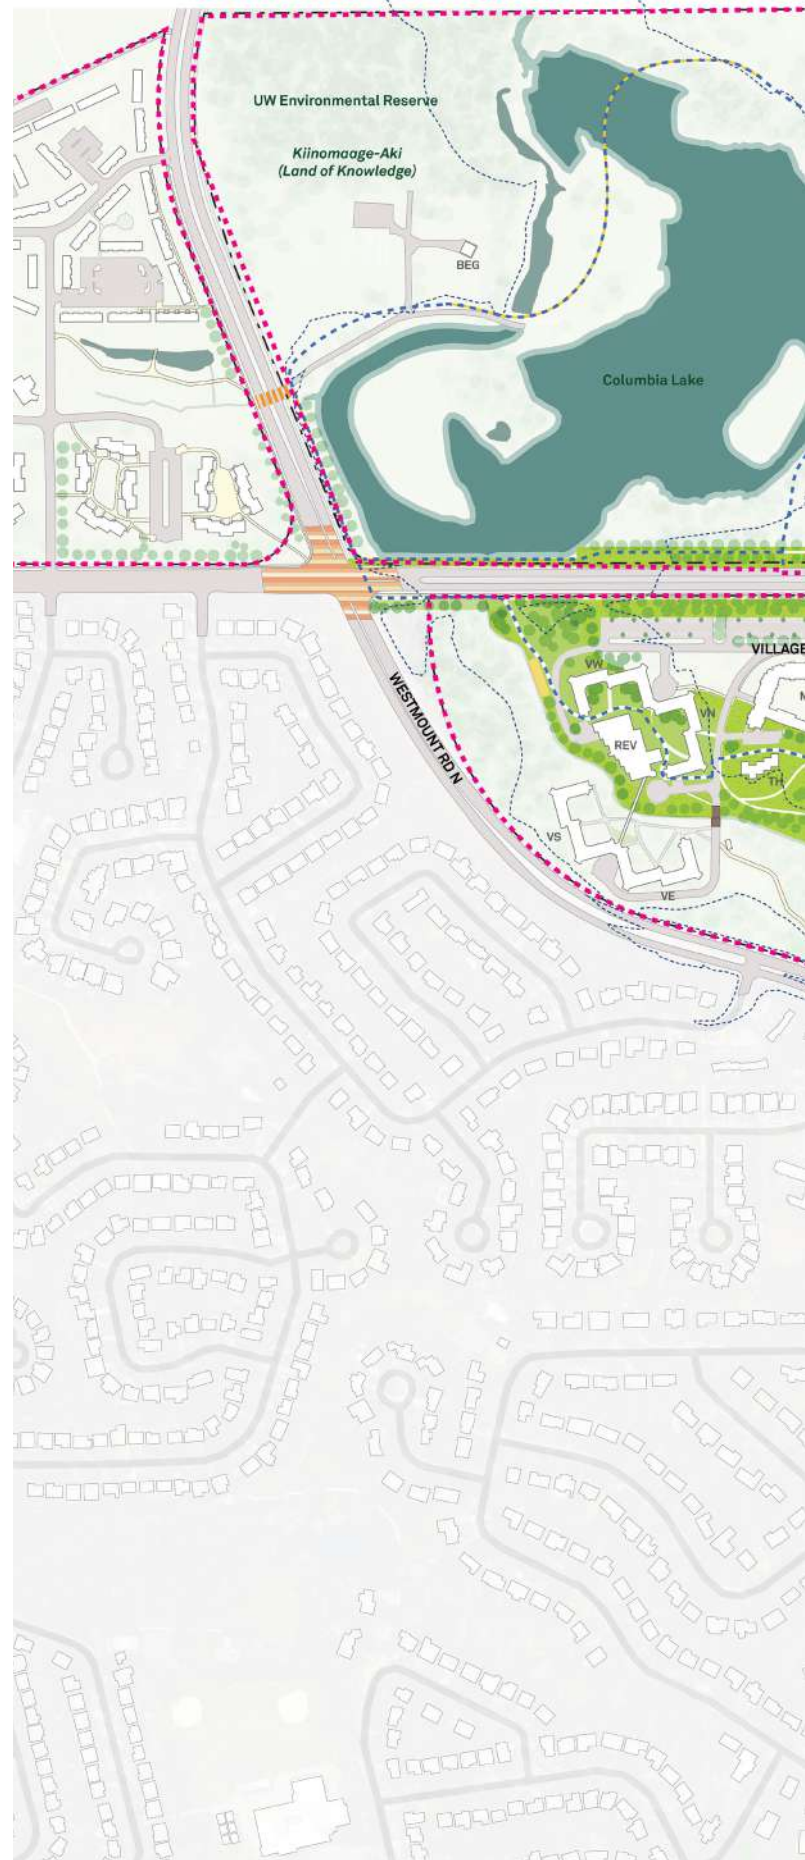 UW Environmental Reserve
Kiinomaage-Aki
(Land of Knowledge)
BEG
Columbia Lake
VILLAGE
VW
VN
REV
TH
WESTMOUNT RD N
VS
VE